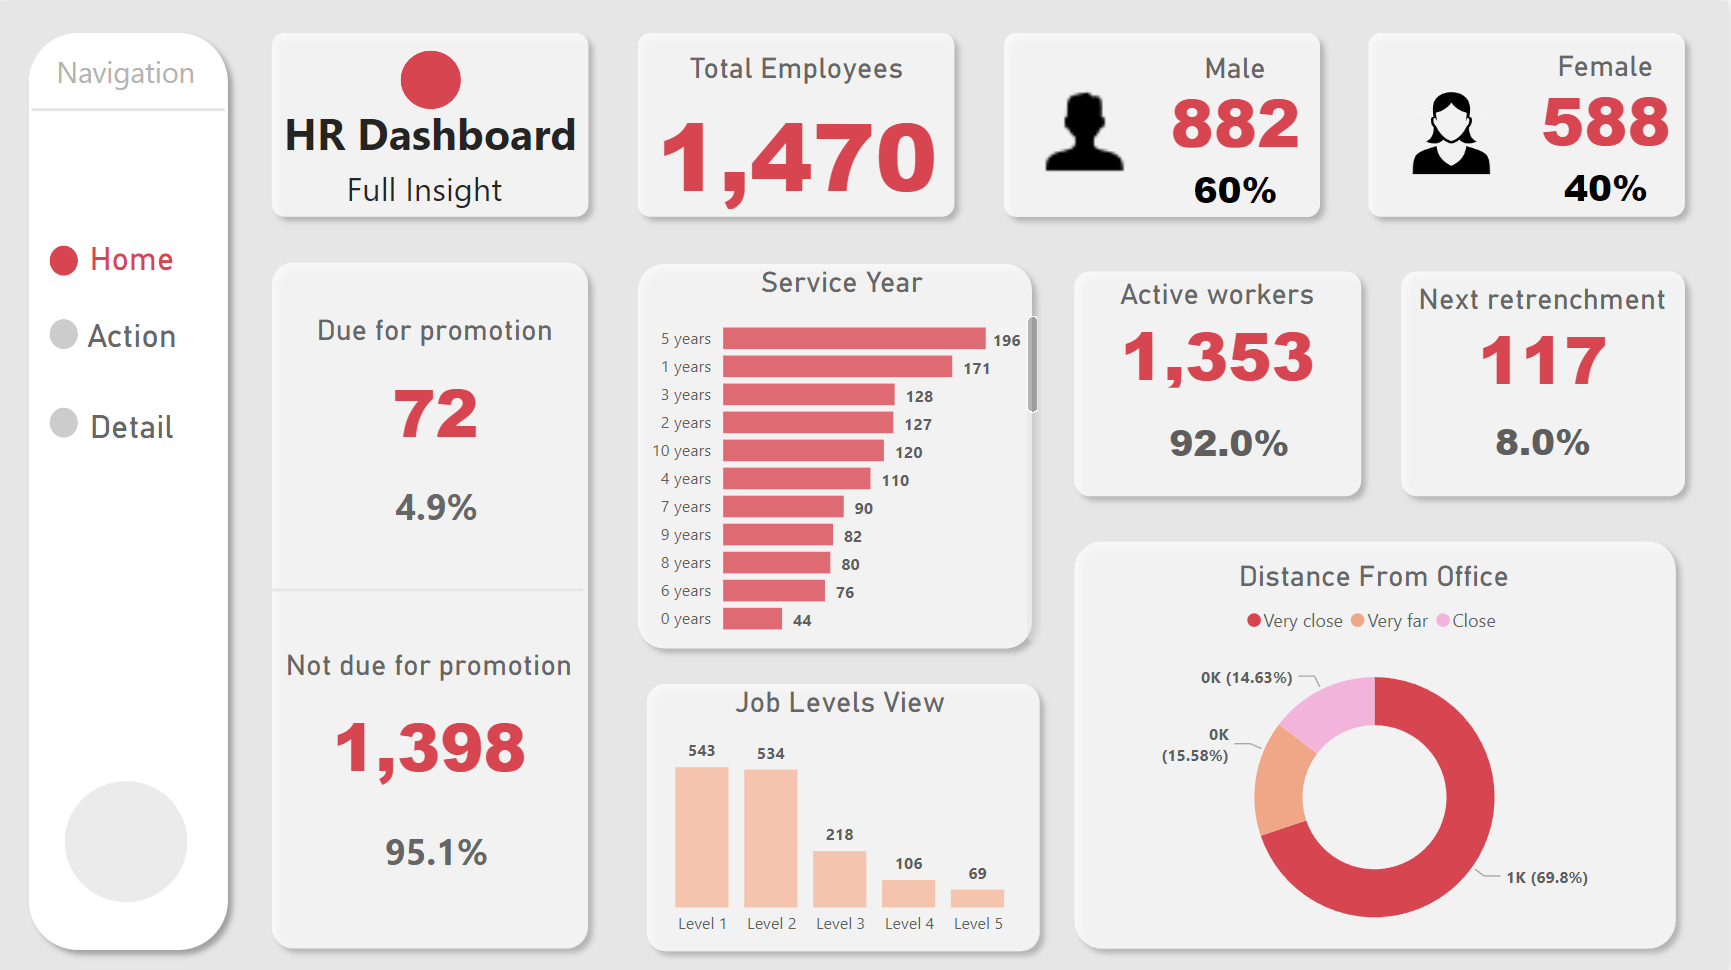 Navigation
Home
Action
Detail
HR Dashboard
Full Insight
Total Employees
1,470
Male
882
60%
Female
588
40%
Due for promotion
72
4.9%
Not due for promotion
1,398
95.1%
Service Year
5 years 196
1 years 171
3 years 128
2 years 127
10 years 120
4 years 110
7 years 90
9 years 82
8 years 80
6 years 76
0 years 44
Active workers
1,353
92.0%
Next retrenchment
117
8.0%
Job Levels View
543 534 218 106 69
Level 1 Level 2 Level 3 Level 4 Level 5
Distance From Office
Very close Very far Close
0K (14.63%)
0K
(15.58%)
1K (69.8%)